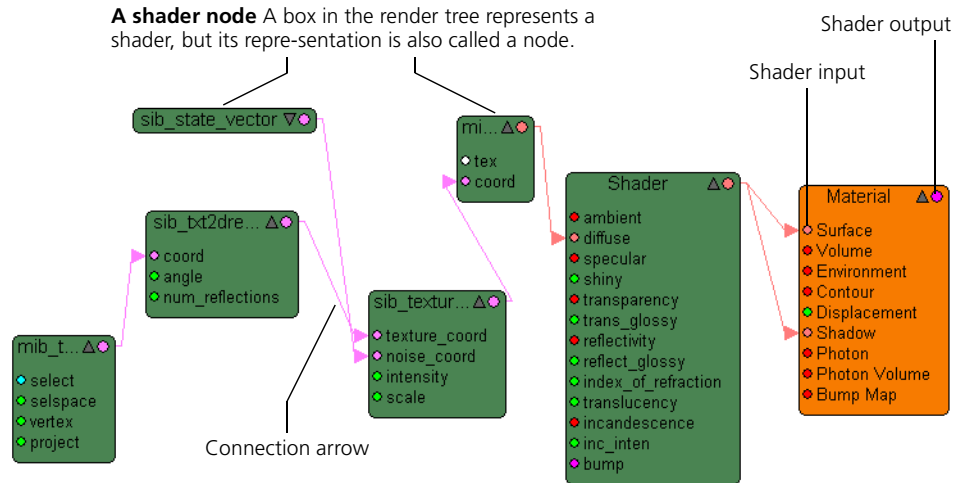 A shader node A box in the render tree represents a
shader, but its repre-sentation is also called a node.
Shader output
Shader input
sib_state_vector
mi...
tex
coord
Shader
ambient
diffuse
specular
shiny
transparency
trans_glossy
reflectivity
reflect_glossy
index_of_refraction
translucency
incandescence
inc_inten
bump
Material
Surface
Volume
Environment
Contour
Displacement
Shadow
Photon
Photon Volume
Bump Map
sib_txt2dre...
coord
angle
num_reflections
sib_textur...
texture_coord
noise_coord
intensity
scale
mib_t...
select
selspace
vertex
project
Connection arrow